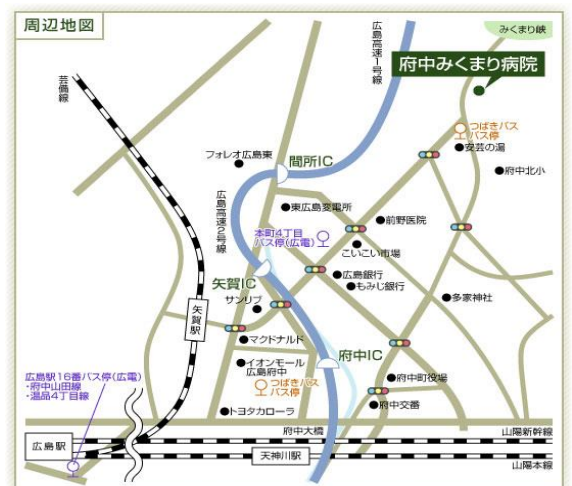 周辺地図
みくまり峡
府中みくまり病院
芸備線
広島高速1号線
つばきバス
バス停
安芸の湯
フォレオ広島東
間所IC
府中北小
広島高速2号線
東広島変電所
本町4丁目
バス停(広電)
前野医院
こいこい市場
矢賀IC
広島銀行
もみじ銀行
サンリブ
多家神社
矢賀駅
マクドナルド
イオンモール
広島府中
府中IC
つばきバス
バス停
府中町役場
広島駅16番バス停(広電)
・府中山田線
・温品4丁目線
トヨタカローラ
府中交番
府中大橋
山陽新幹線
広島駅
天神川駅
山陽本線